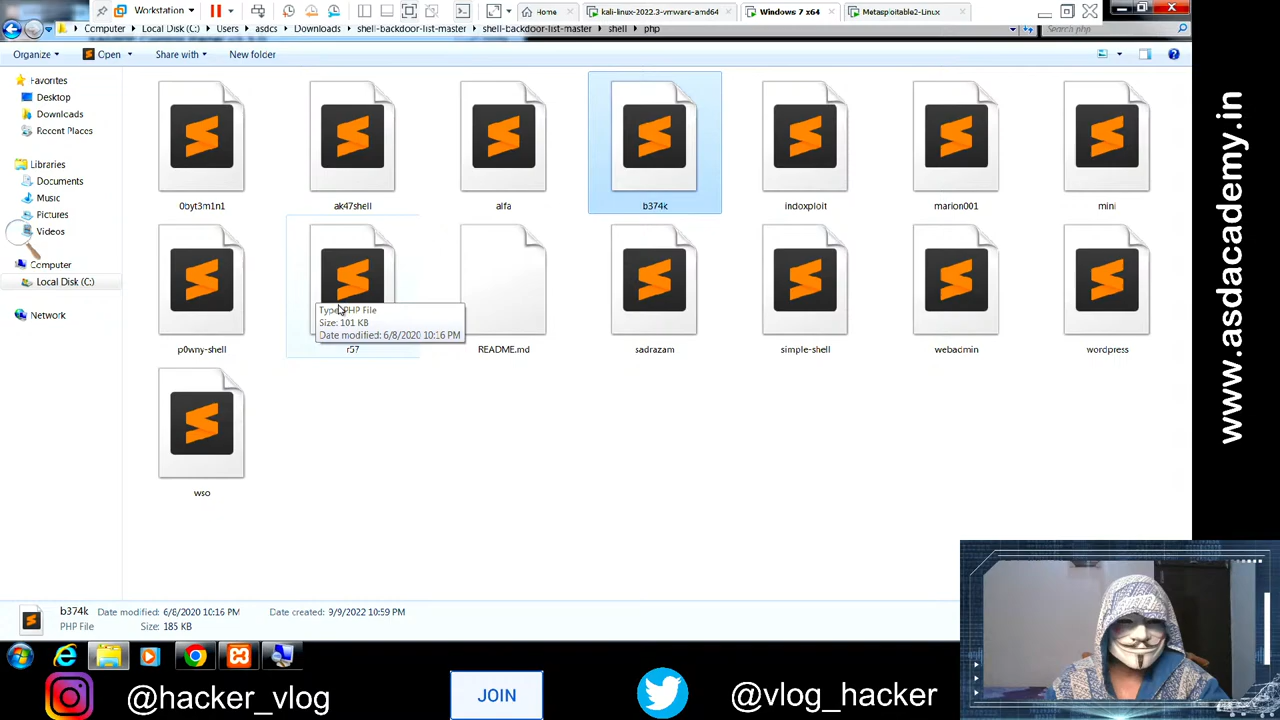 Workstation
Home
kali-linux-2022.3-vmware-amd64
Windows 7 x64
Metasploitable2-Linux
Computer
Local Disk (C:)
Users
asdcs
Downloads
shell-backdoor-list-master
shell-backdoor-list-master
shell
php
Search php
Organize
Open
Share with
New folder
Favorites
Desktop
Downloads
Recent Places
Libraries
Documents
Music
Pictures
Videos
Computer
Local Disk (C:)
Network
0byt3m1n1
ak47shell
alfa
b374k
indoxploit
marion001
mini
p0wny-shell
r57
README.md
sadrazam
simple-shell
webadmin
wordpress
wso
Type: PHP File
Size: 101 KB
Date modified: 6/8/2020 10:16 PM
b374k
Date modified: 6/8/2020 10:16 PM
Date created: 9/9/2022 10:59 PM
PHP File
Size: 185 KB
@hacker_vlog
JOIN
@vlog_hacker
www.asdacademy.in